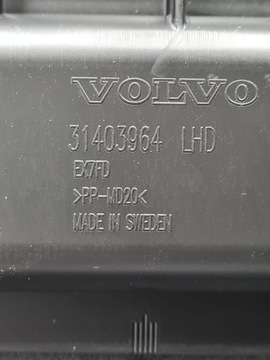 VOLVO
31403964 LHD
EX7FD
>PP-MD20<
MADE IN SWEDEN